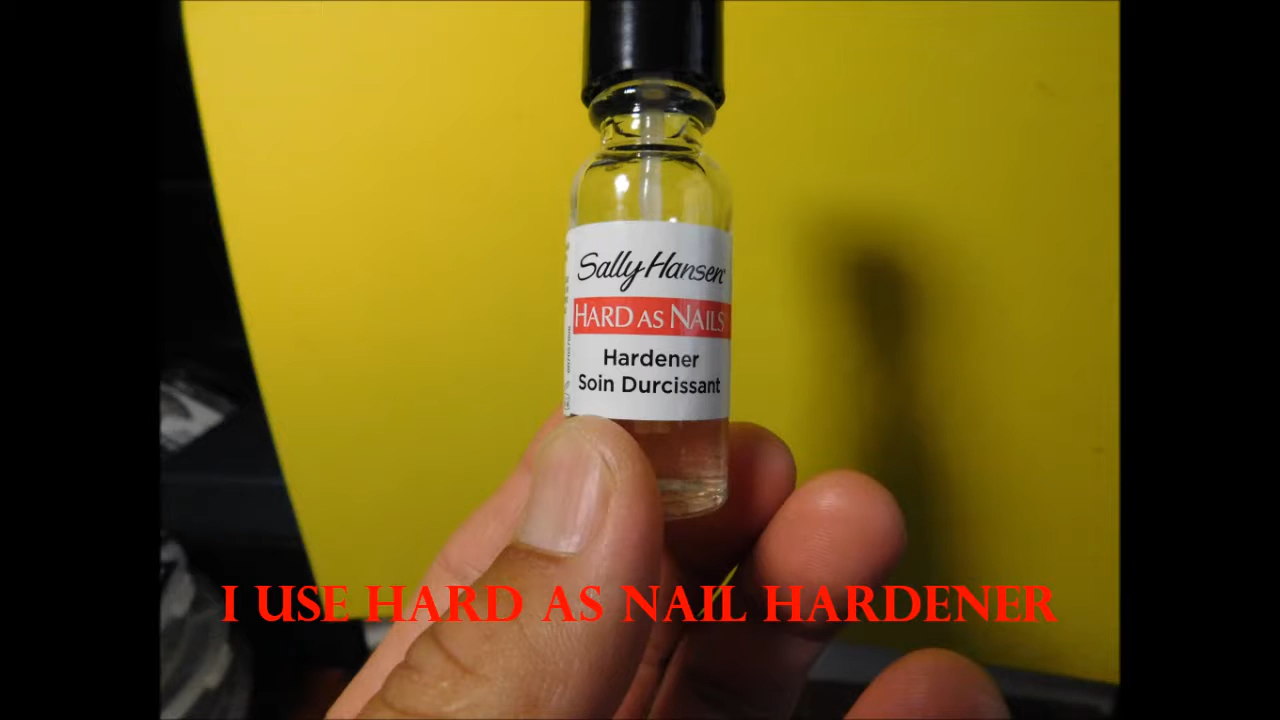 Sally Hansen
HARD AS NAILS
Hardener
Soin Durcissant
I USE HARD AS NAIL HARDENER